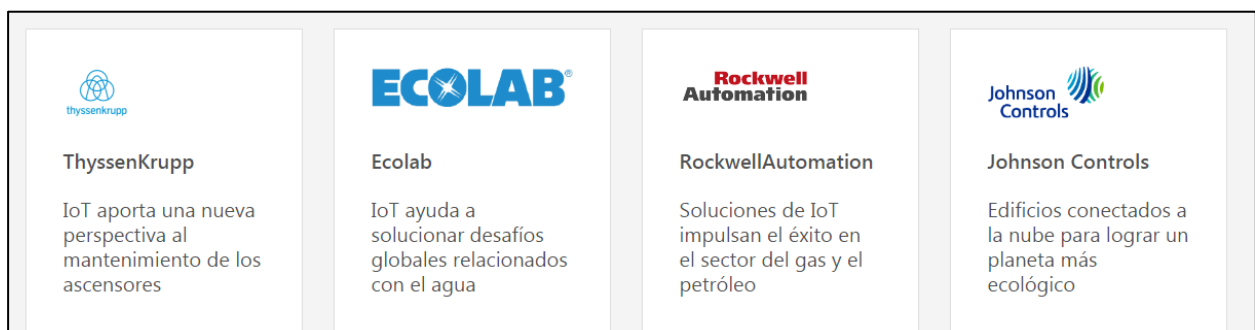 thyssenkrupp
ThyssenKrupp
IoT aporta una nueva
perspectiva al
mantenimiento de los
ascensores
ECOLAB®
Ecolab
IoT ayuda a
solucionar desafíos
globales relacionados
con el agua
Rockwell
Automation
RockwellAutomation
Soluciones de IoT
impulsan el éxito en
el sector del gas y el
petróleo
Johnson
Controls
Johnson Controls
Edificios conectados a
la nube para lograr un
planeta más
ecológico